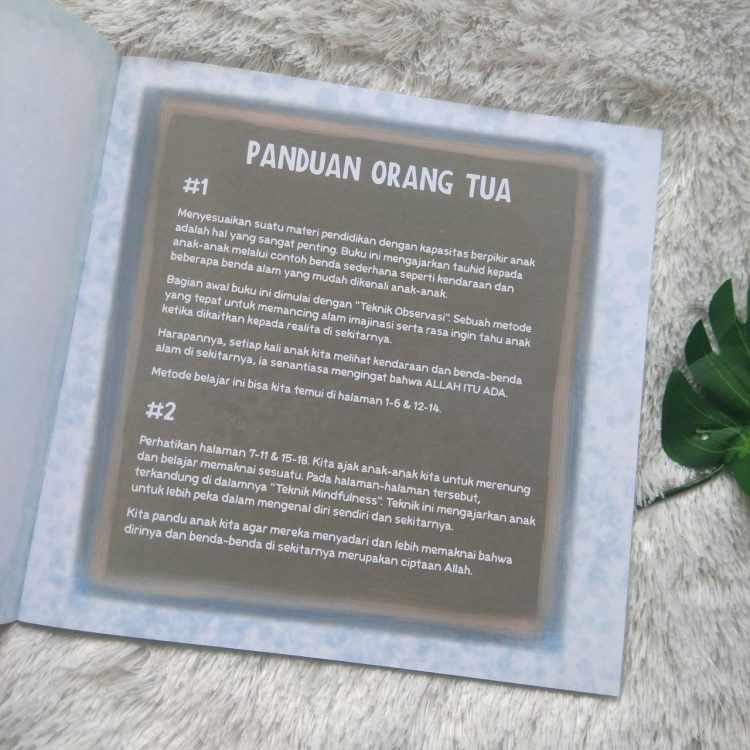 PANDUAN ORANG TUA
#1
Menyesuaikan suatu materi pendidikan dengan kapasitas berpikir anak
adalah hal yang sangat penting. Buku ini mengajarkan tauhid kepada
anak-anak melalui contoh benda sederhana seperti kendaraan dan
beberapa benda alam yang mudah dikenali anak-anak.
Bagian awal buku ini dimulai dengan "Teknik Observasi". Sebuah metode
yang tepat untuk memancing alam imajinasi serta rasa ingin tahu anak
ketika dikaitkan kepada realita di sekitarnya.
Harapannya, setiap kali anak kita melihat kendaraan dan benda-benda
alam di sekitarnya, ia senantiasa mengingat bahwa ALLAH ITU ADA.
Metode belajar ini bisa kita temui di halaman 1-6 & 12-14.
#2
Perhatikan halaman 7-11 & 15-18. Kita ajak anak-anak kita untuk merenung
dan belajar memaknai sesuatu. Pada halaman-halaman tersebut,
terkandung di dalamnya "Teknik Mindfulness". Teknik ini mengajarkan anak
untuk lebih peka dalam mengenal diri sendiri dan sekitarnya.
Kita pandu anak kita agar mereka menyadari dan lebih memaknai bahwa
dirinya dan benda-benda di sekitarnya merupakan ciptaan Allah.